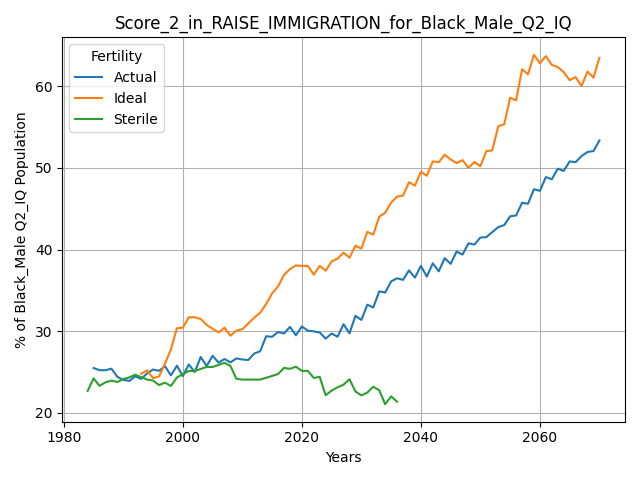 Score_2_in_RAISE_IMMIGRATION_for_Black_Male_Q2_IQ
% of Black_Male Q2_IQ Population
60
50
40
30
20
Fertility
Actual
Ideal
Sterile
1980
2000
2020
2040
2060
Years